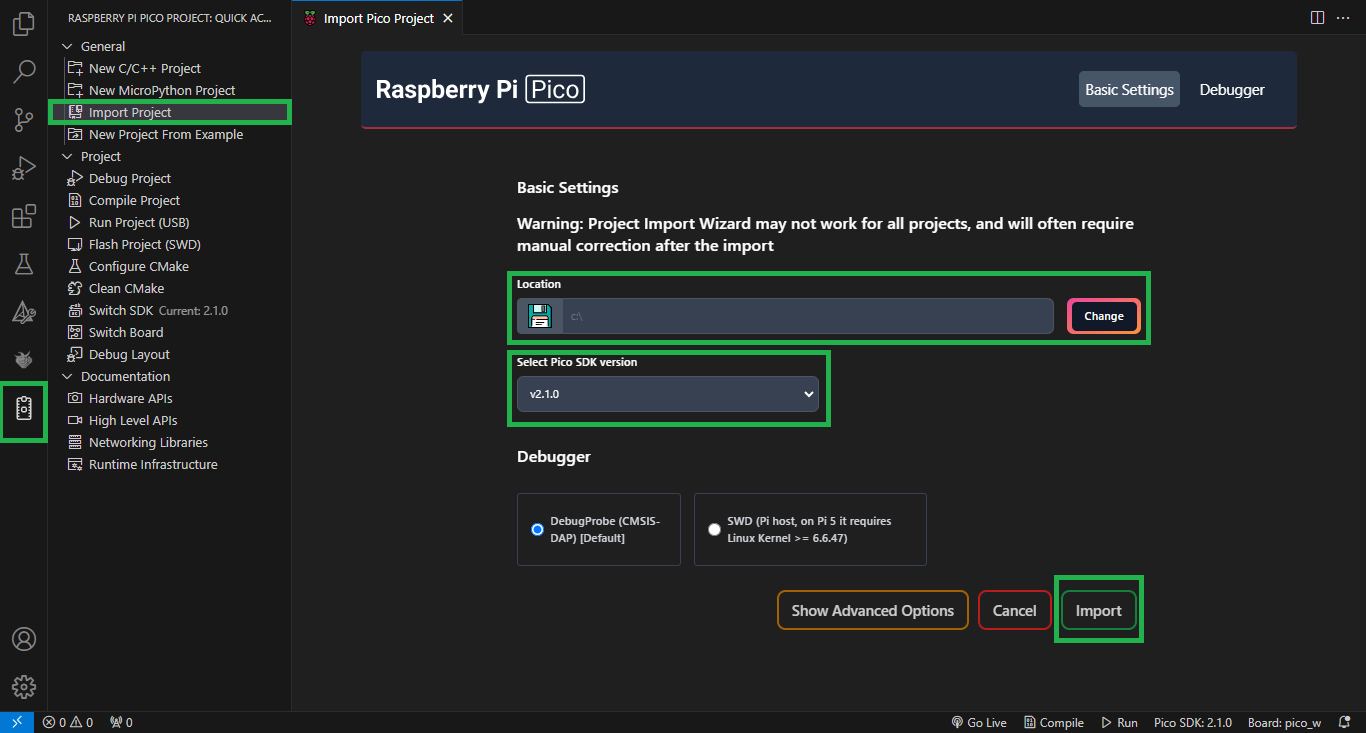 RASPBERRY PI PICO PROJECT: QUICK AC...
General
New C/C++ Project
New MicroPython Project
Import Project
New Project From Example
Project
Debug Project
Compile Project
Run Project (USB)
Flash Project (SWD)
Configure CMake
Clean CMake
Switch SDK Current: 2.1.0
Switch Board
Debug Layout
Documentation
Hardware APIs
High Level APIs
Networking Libraries
Runtime Infrastructure
Import Pico Project
Raspberry Pi Pico
Basic Settings
Debugger
Basic Settings
Warning: Project Import Wizard may not work for all projects, and will often require
manual correction after the import
Location
c:\
Change
Select Pico SDK version
v2.1.0
Debugger
DebugProbe (CMSIS-
DAP) [Default]
SWD (Pi host, on Pi 5 it requires
Linux Kernel >= 6.6.47)
Show Advanced Options
Cancel
Import
0 0 0
Go Live
Compile
Run
Pico SDK: 2.1.0
Board: pico_w